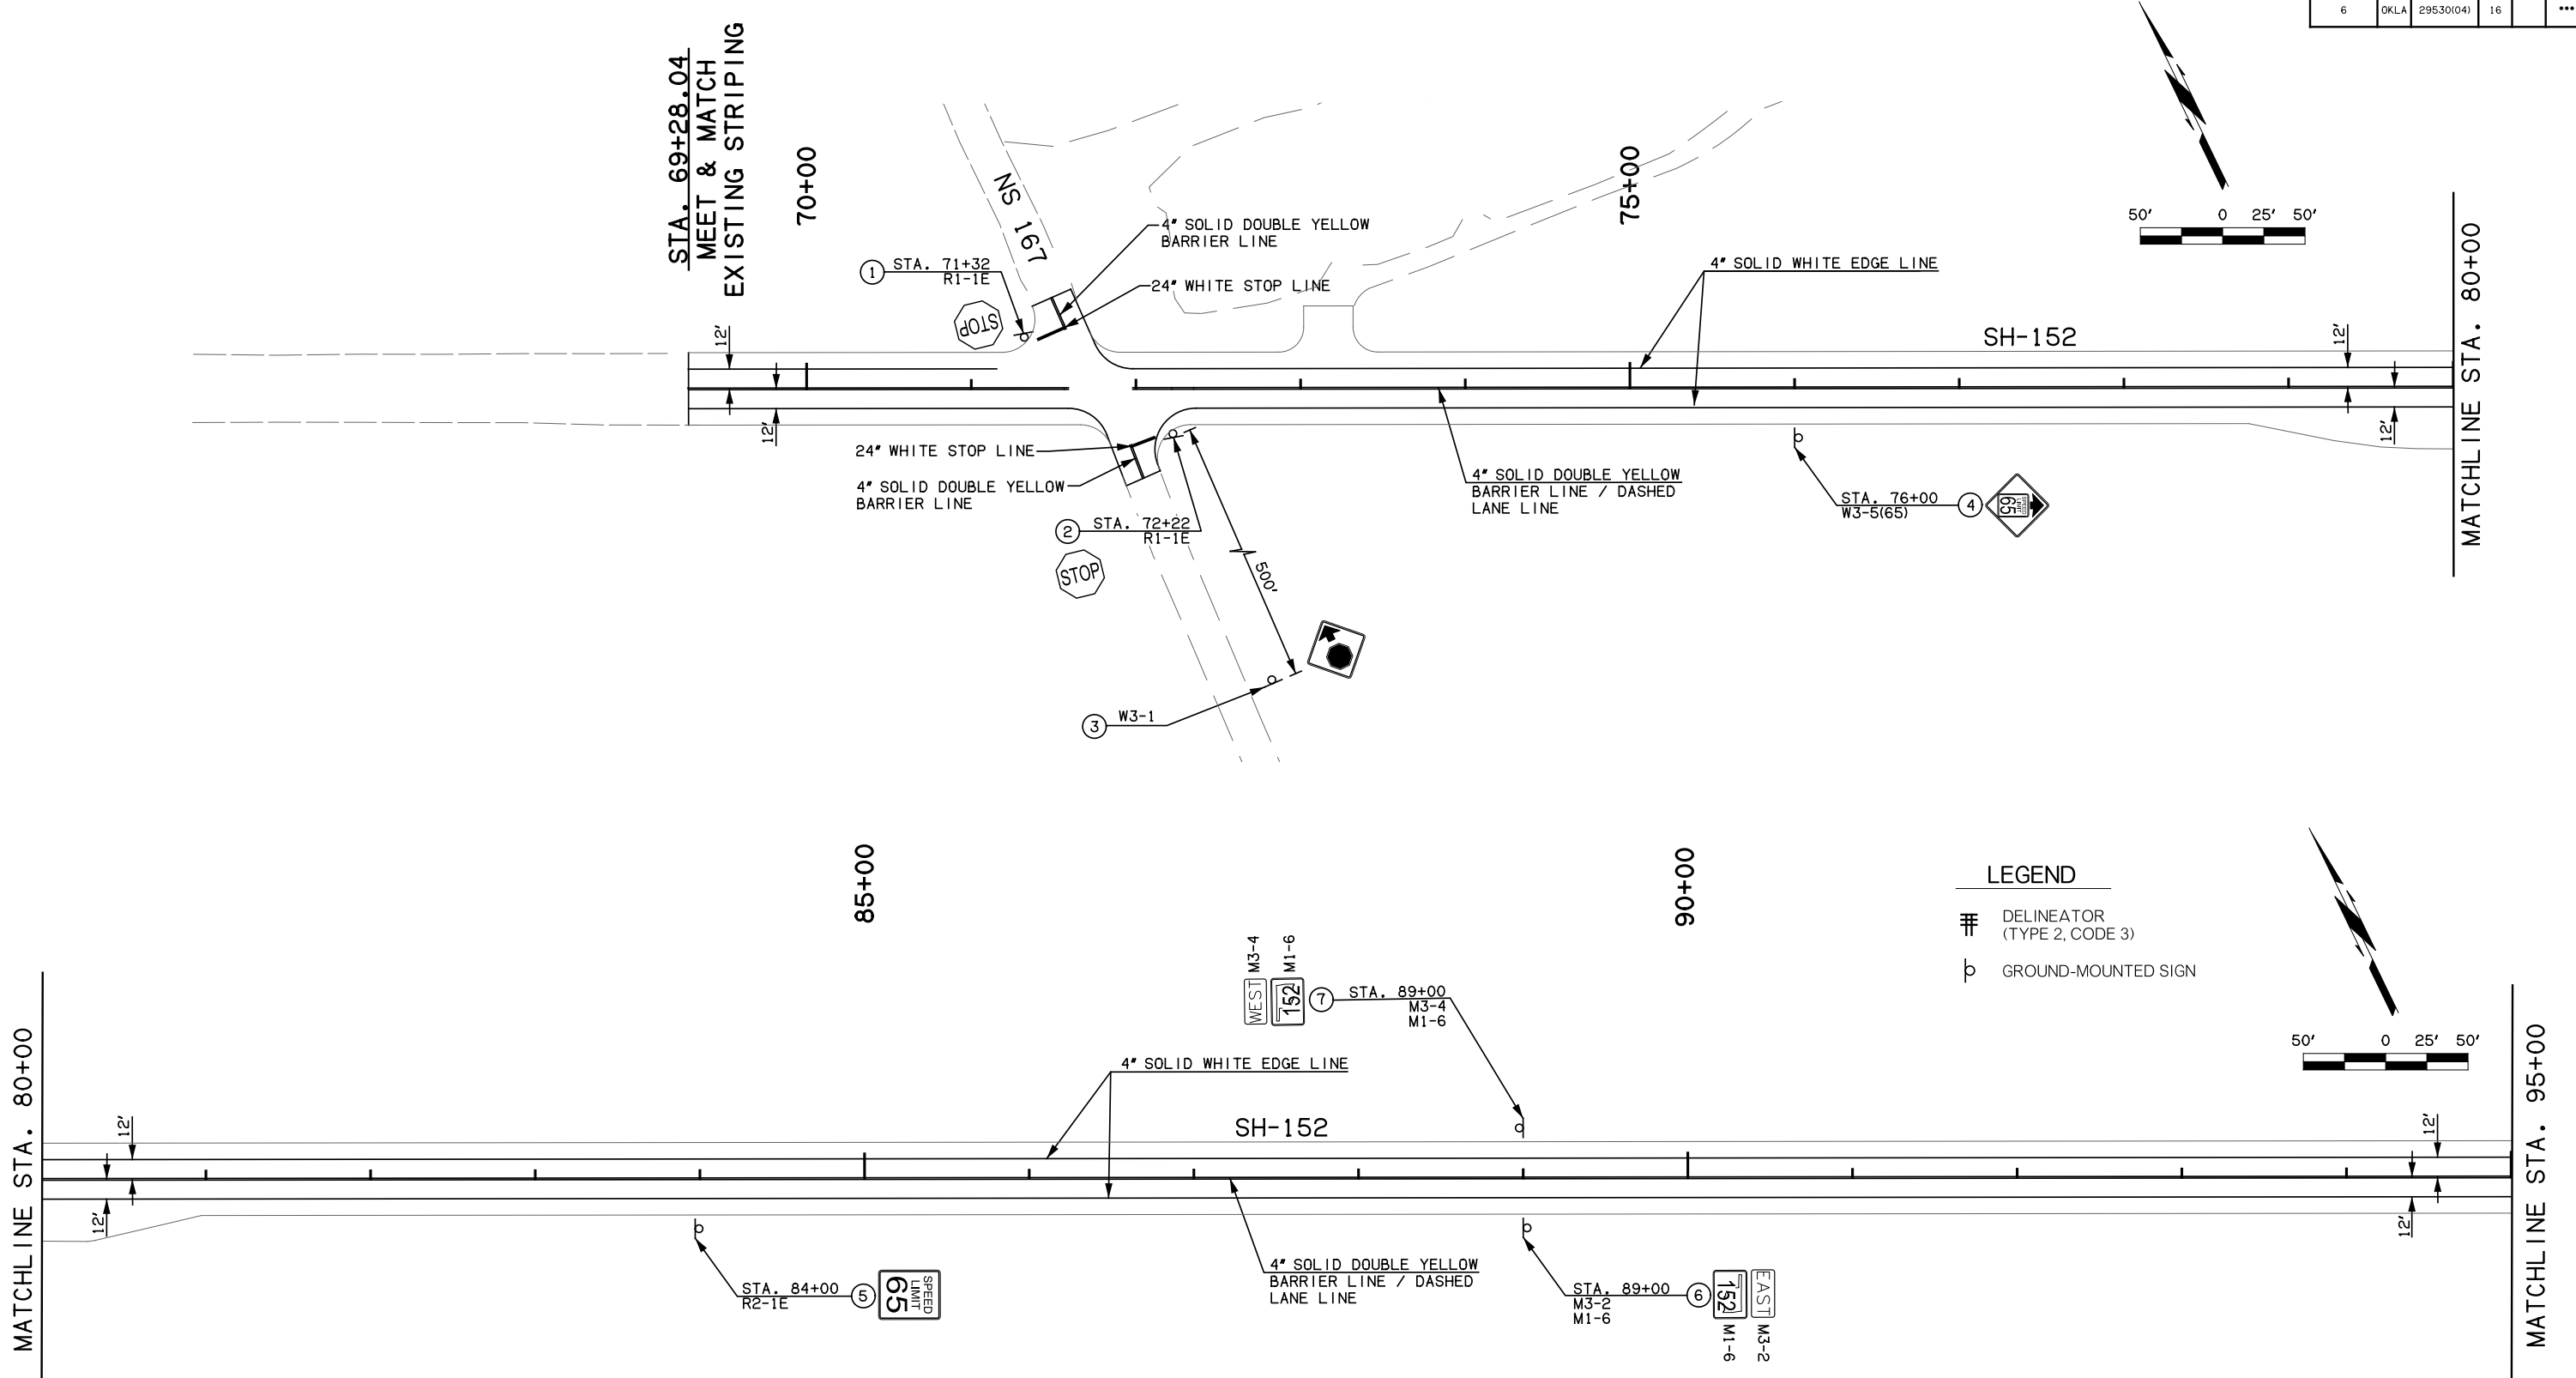 6 OKLA 29530(04) 16
STA. 69+28.04
MEET & MATCH
EXISTING STRIPING
70+00
75+00
NS 167
4" SOLID DOUBLE YELLOW
BARRIER LINE
24" WHITE STOP LINE
1 STA. 71+32
R1-1E
STOP
4" SOLID WHITE EDGE LINE
SH-152
50' 0 25' 50'
MATCHLINE STA. 80+00
12'
12'
12'
12'
24" WHITE STOP LINE
4" SOLID DOUBLE YELLOW
BARRIER LINE
2 STA. 72+22
R1-1E
STOP
500'
3 W3-1
4" SOLID DOUBLE YELLOW
BARRIER LINE / DASHED
LANE LINE
STA. 76+00 4
W3-5(65)
SPEED
LIMIT
65
85+00
90+00
LEGEND
DELINEATOR
(TYPE 2, CODE 3)
GROUND-MOUNTED SIGN
50' 0 25' 50'
MATCHLINE STA. 80+00
MATCHLINE STA. 95+00
M3-4
M1-6
WEST
152
7 STA. 89+00
M3-4
M1-6
4" SOLID WHITE EDGE LINE
SH-152
12'
12'
12'
12'
STA. 84+00 5
R2-1E
SPEED
LIMIT
65
4" SOLID DOUBLE YELLOW
BARRIER LINE / DASHED
LANE LINE
STA. 89+00 6
M3-2
M1-6
EAST
152
M1-6
M3-2